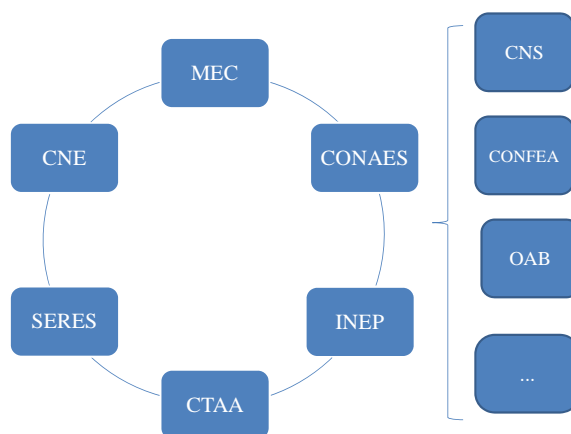 MEC
CONAES
INEP
CTAA
SERES
CNE
CNS
CONFEA
OAB
...